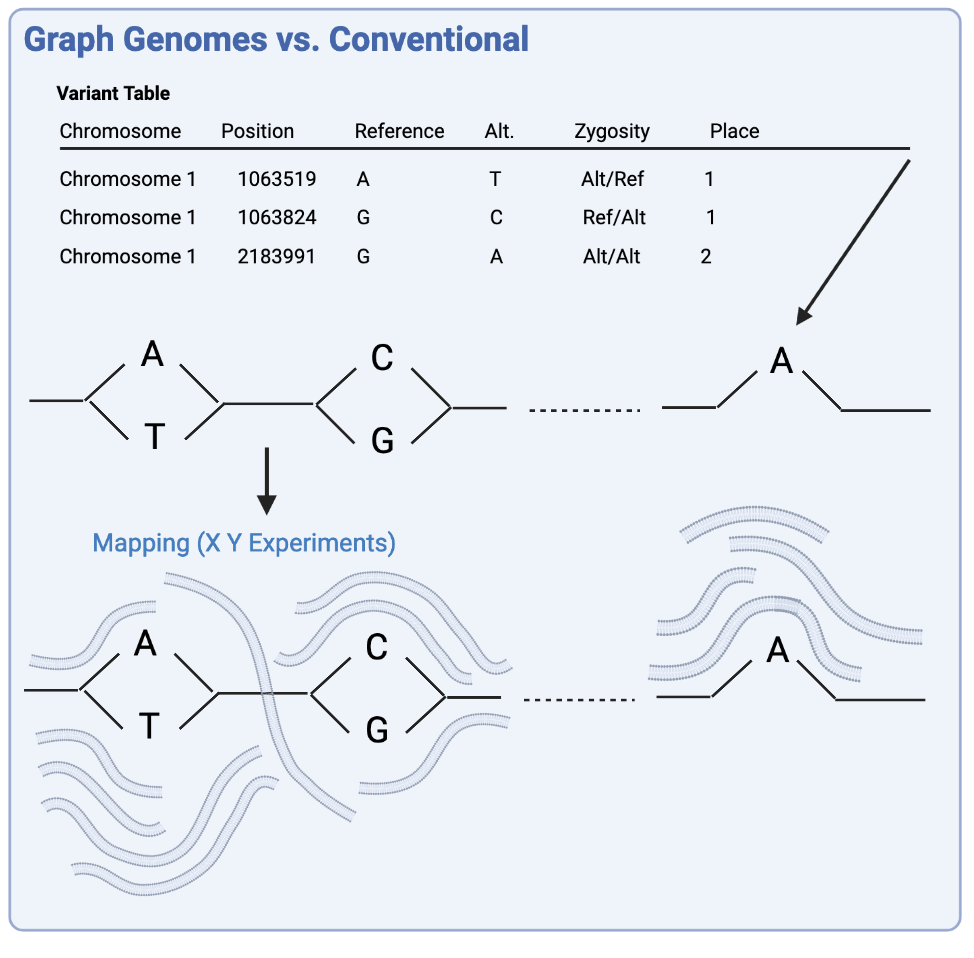 Graph Genomes vs. Conventional
Variant Table
Chromosome Position Reference Alt. Zygosity Place
Chromosome 1 1063519 A T Alt/Ref 1
Chromosome 1 1063824 G C Ref/Alt 1
Chromosome 1 2183991 G A Alt/Alt 2
A C A
T G
Mapping (X Y Experiments)
A C A
T G